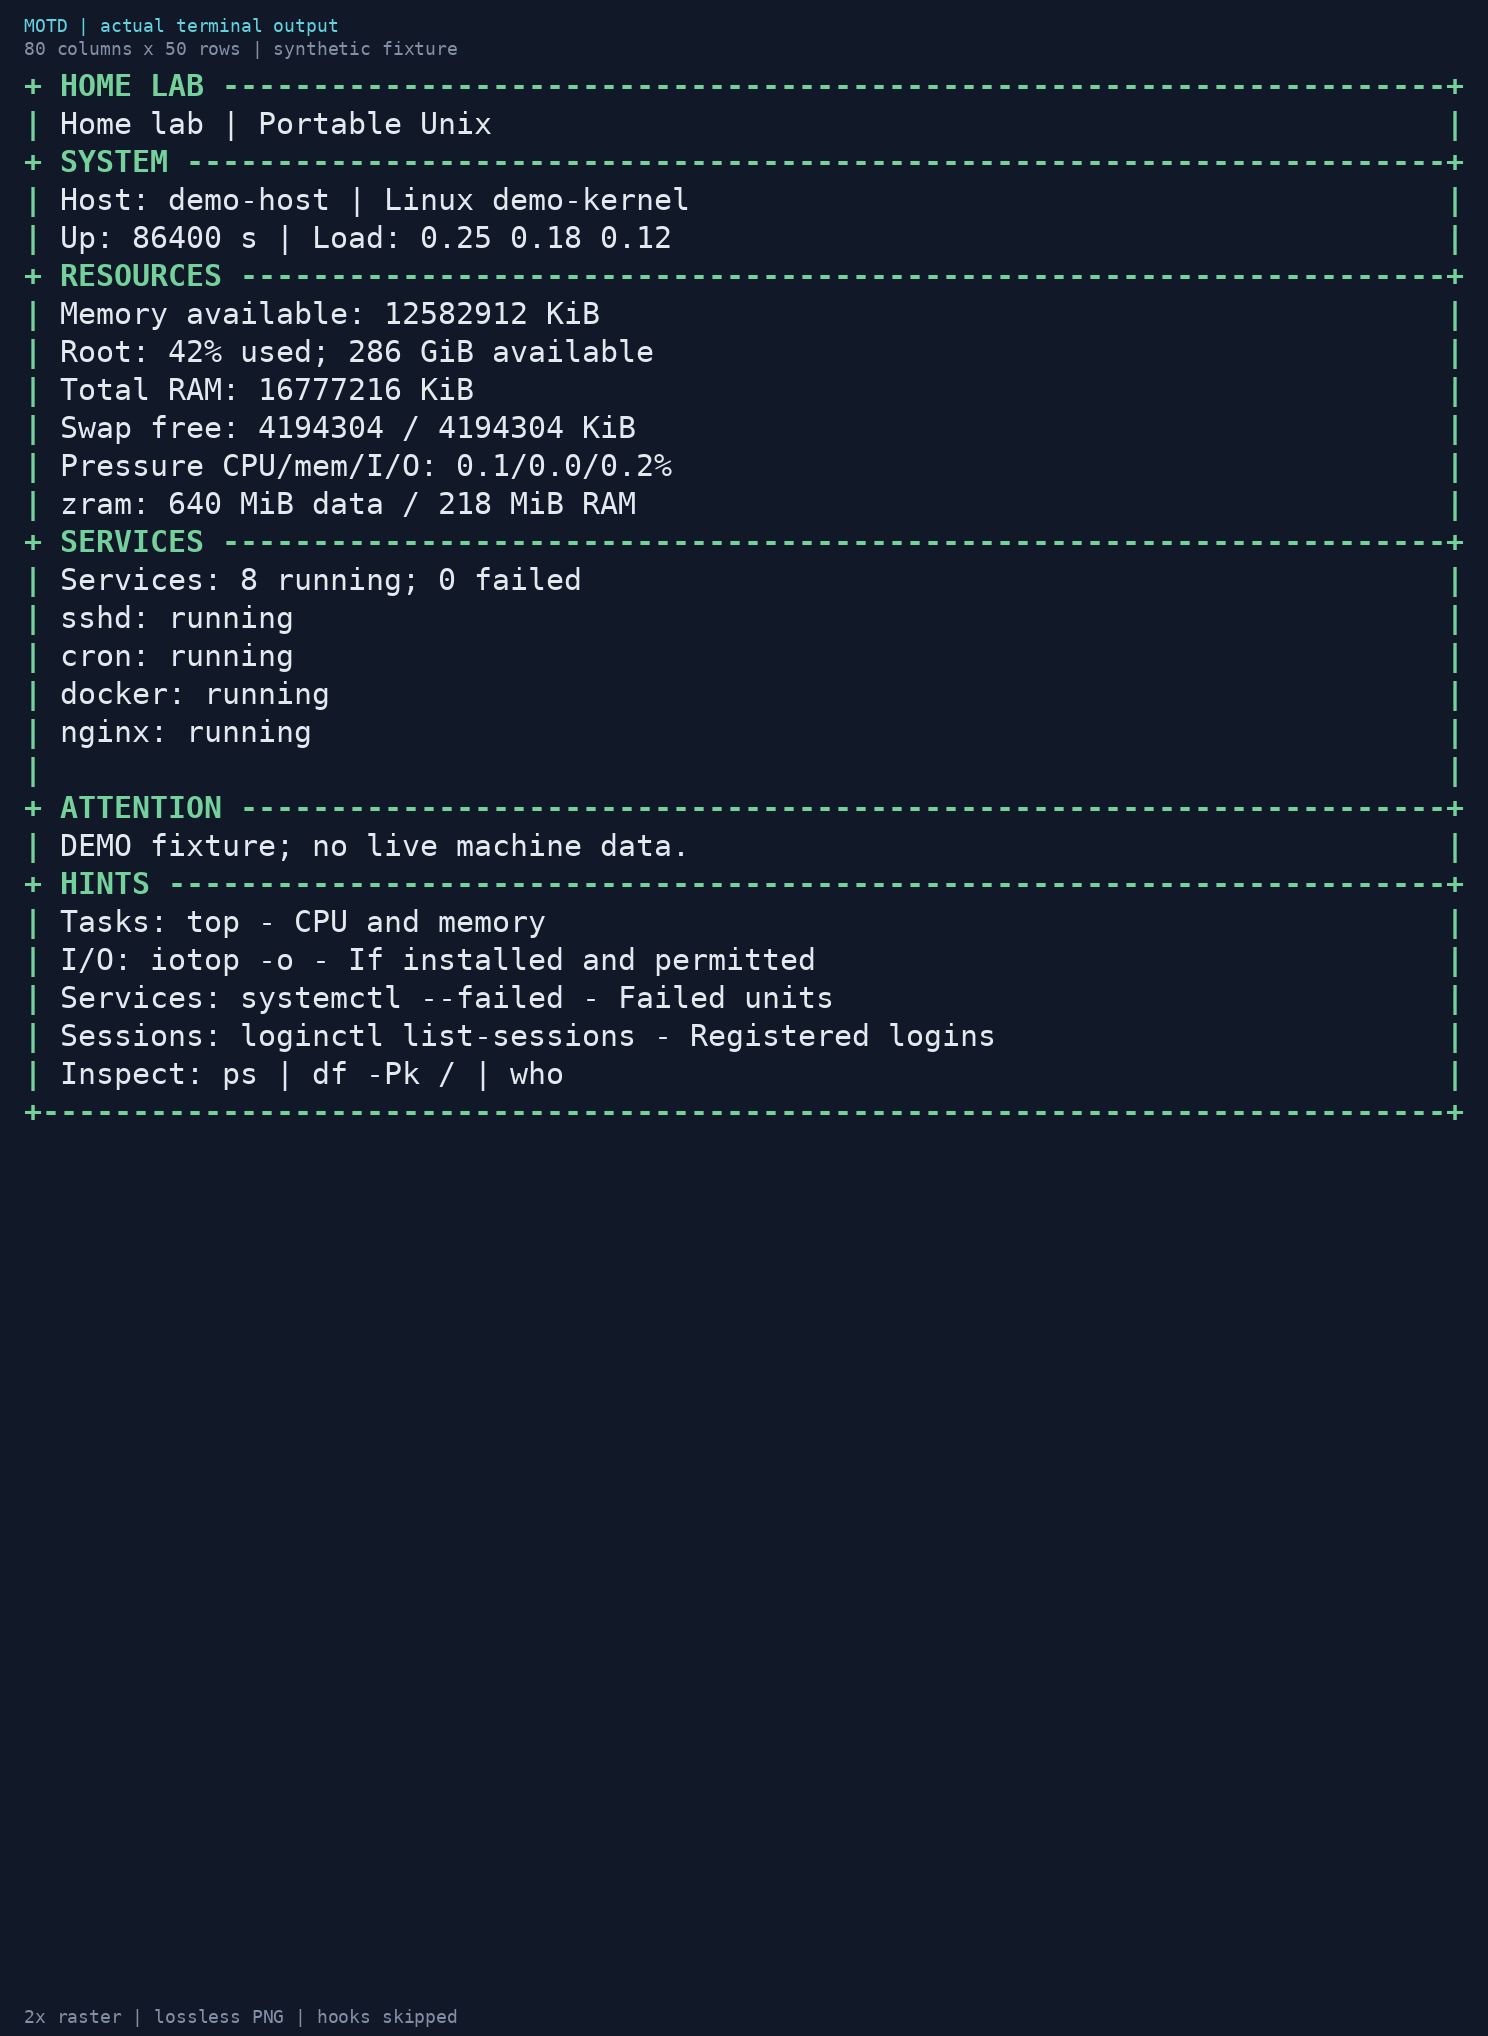 MOTD | actual terminal output
80 columns x 50 rows | synthetic fixture
+ HOME LAB --------------------------------------------------------------------+
| Home lab | Portable Unix                                                     |
+ SYSTEM ----------------------------------------------------------------------+
| Host: demo-host | Linux demo-kernel                                          |
| Up: 86400 s | Load: 0.25 0.18 0.12                                           |
+ RESOURCES -------------------------------------------------------------------+
| Memory available: 12582912 KiB                                               |
| Root: 42% used; 286 GiB available                                            |
| Total RAM: 16777216 KiB                                                      |
| Swap free: 4194304 / 4194304 KiB                                             |
| Pressure CPU/mem/I/O: 0.1/0.0/0.2%                                           |
| zram: 640 MiB data / 218 MiB RAM                                             |
+ SERVICES --------------------------------------------------------------------+
| Services: 8 running; 0 failed                                                |
| sshd: running                                                                |
| cron: running                                                                |
| docker: running                                                              |
| nginx: running                                                               |
|                                                                              |
+ ATTENTION -------------------------------------------------------------------+
| DEMO fixture; no live machine data.                                          |
+ HINTS -----------------------------------------------------------------------+
| Tasks: top - CPU and memory                                                  |
| I/O: iotop -o - If installed and permitted                                   |
| Services: systemctl --failed - Failed units                                  |
| Sessions: loginctl list-sessions - Registered logins                         |
| Inspect: ps | df -Pk / | who                                                 |
+------------------------------------------------------------------------------+
2x raster | lossless PNG | hooks skipped